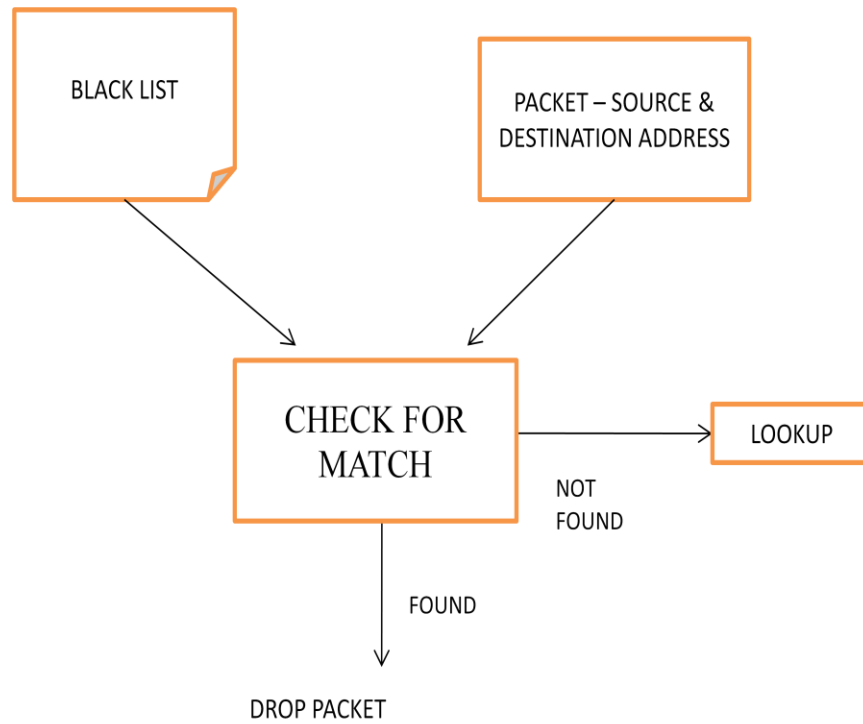 BLACK LIST
PACKET – SOURCE &
DESTINATION ADDRESS
CHECK FOR
MATCH
LOOKUP
NOT
FOUND
FOUND
DROP PACKET